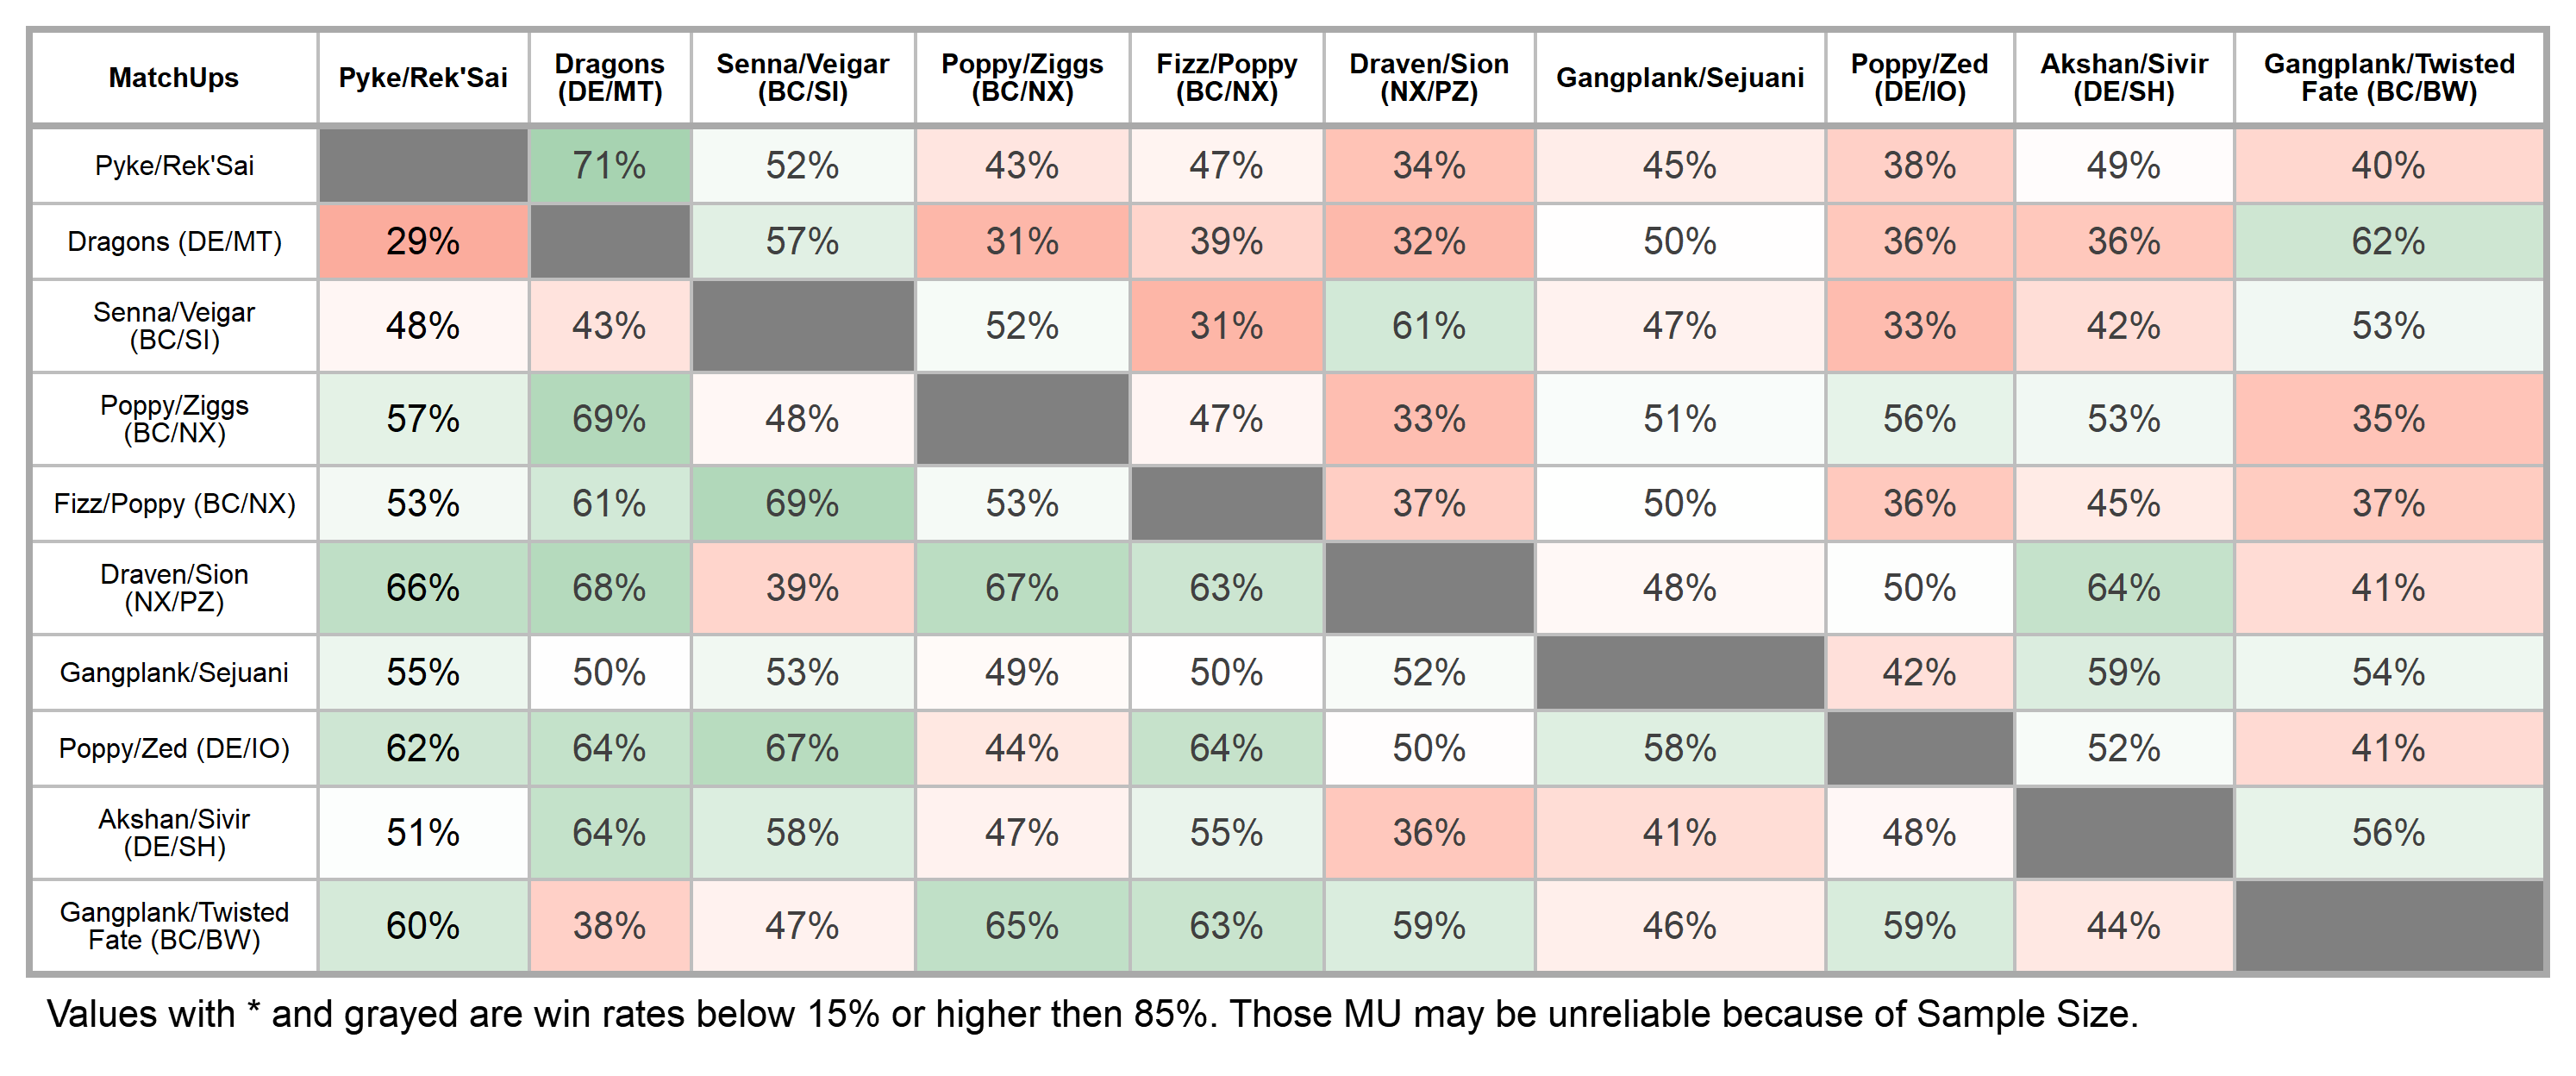 MatchUps Pyke/Rek'Sai Dragons (DE/MT) Senna/Veigar (BC/SI) Poppy/Ziggs (BC/NX) Fizz/Poppy (BC/NX) Draven/Sion (NX/PZ) Gangplank/Sejuani Poppy/Zed (DE/IO) Akshan/Sivir (DE/SH) Gangplank/Twisted Fate (BC/BW)
Pyke/Rek'Sai 71% 52% 43% 47% 34% 45% 38% 49% 40%
Dragons (DE/MT) 29% 57% 31% 39% 32% 50% 36% 36% 62%
Senna/Veigar (BC/SI) 48% 43% 52% 31% 61% 47% 33% 42% 53%
Poppy/Ziggs (BC/NX) 57% 69% 48% 47% 33% 51% 56% 53% 35%
Fizz/Poppy (BC/NX) 53% 61% 69% 53% 37% 50% 36% 45% 37%
Draven/Sion (NX/PZ) 66% 68% 39% 67% 63% 48% 50% 64% 41%
Gangplank/Sejuani 55% 50% 53% 49% 50% 52% 42% 59% 54%
Poppy/Zed (DE/IO) 62% 64% 67% 44% 64% 50% 58% 52% 41%
Akshan/Sivir (DE/SH) 51% 64% 58% 47% 55% 36% 41% 48% 56%
Gangplank/Twisted Fate (BC/BW) 60% 38% 47% 65% 63% 59% 46% 59% 44%
Values with * and grayed are win rates below 15% or higher then 85%. Those MU may be unreliable because of Sample Size.